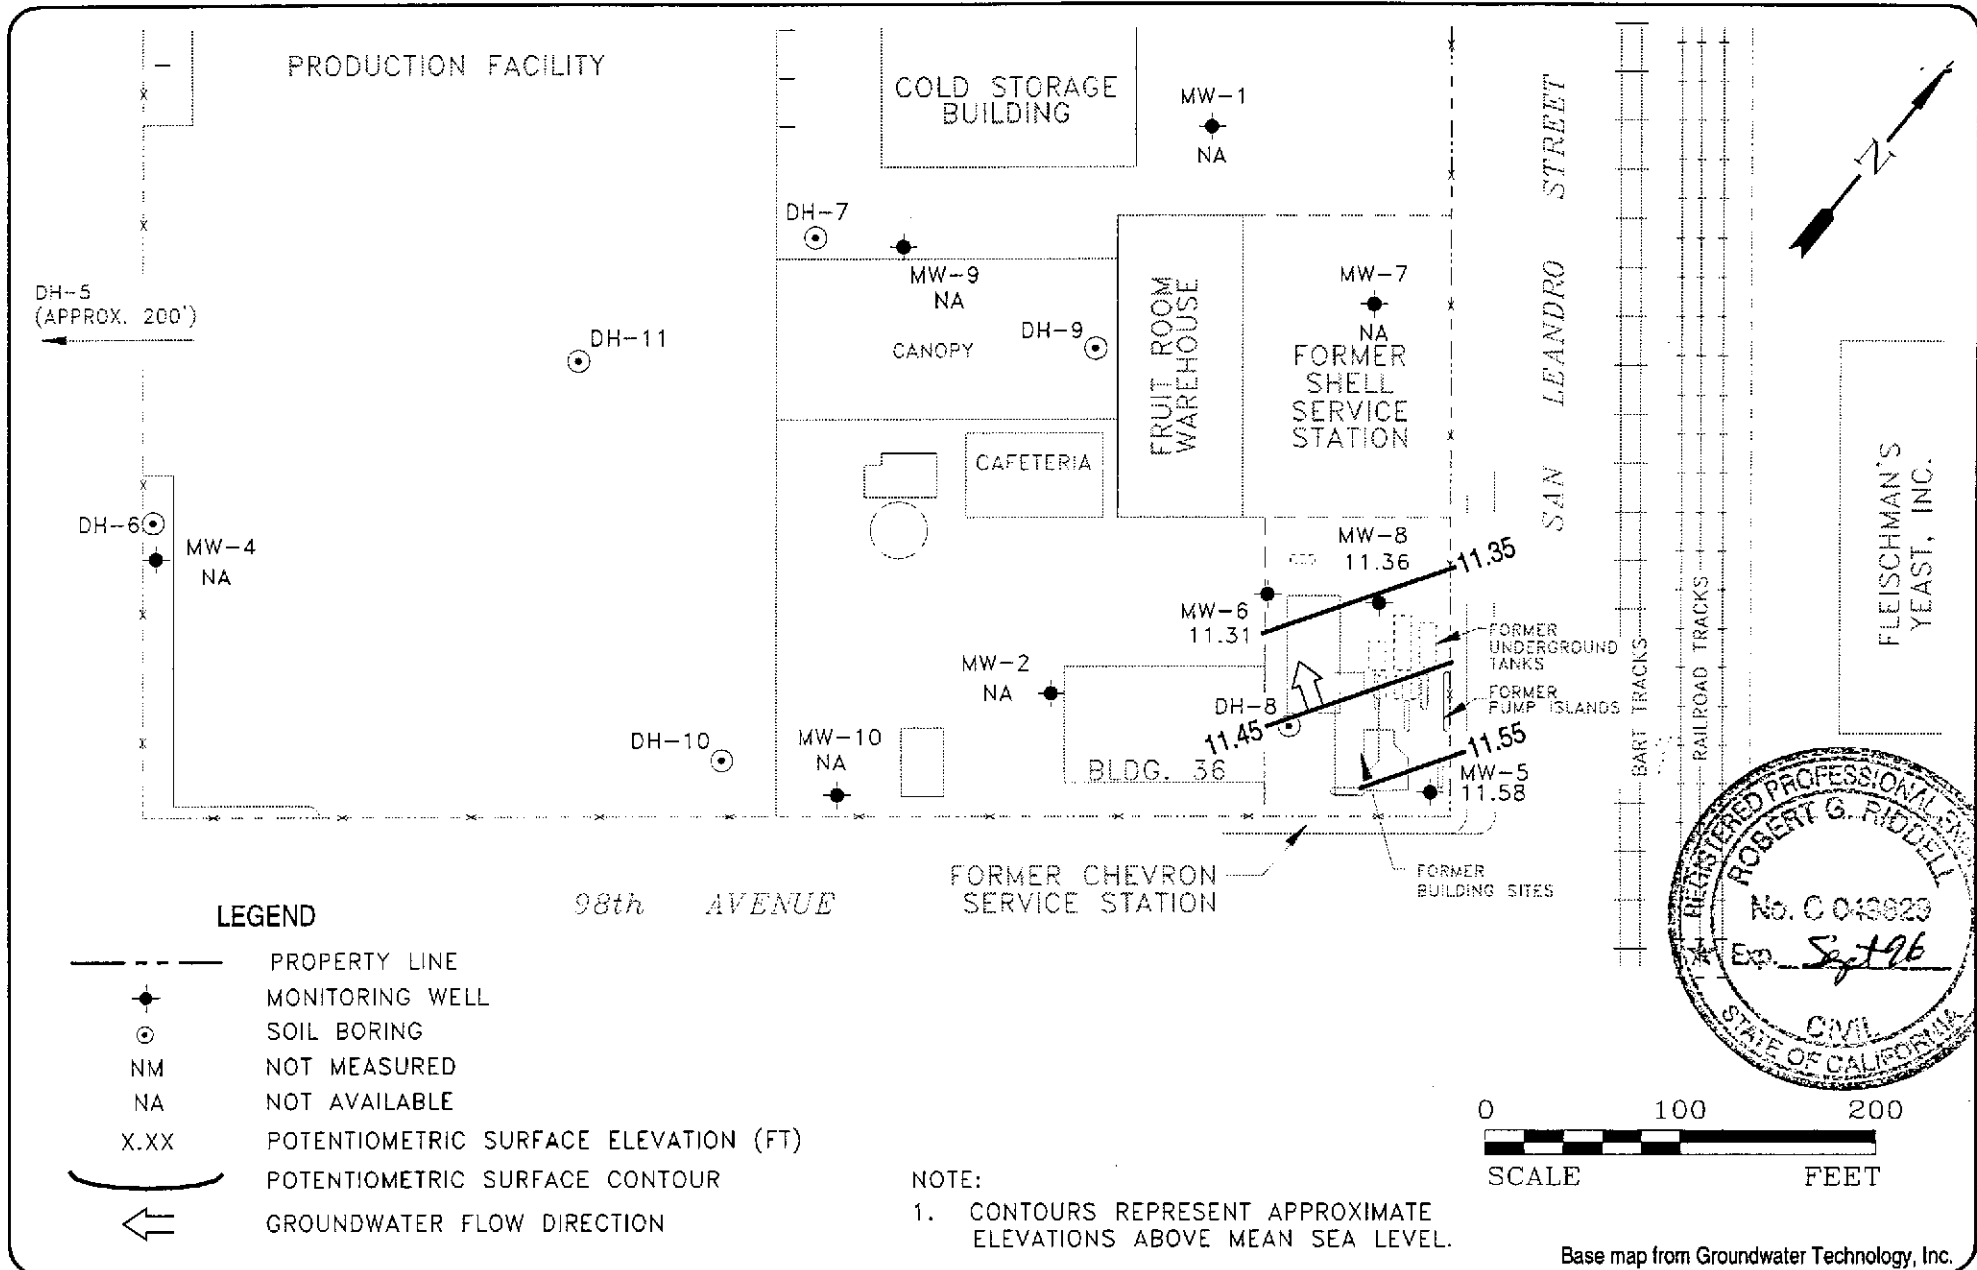 PRODUCTION FACILITY
COLD STORAGE
BUILDING
MW-1
NA
SAN LEANDRO STREET
N
DH-7
MW-9
NA
DH-5
(APPROX. 200')
DH-11
CANOPY
DH-9
FRUIT ROOM
WAREHOUSE
MW-7
NA
FORMER
SHELL
SERVICE
STATION
CAFETERIA
FLEISCHMAN'S
YEAST, INC.
DH-6
MW-4
NA
MW-8
11.36
11.35
MW-6
11.31
FORMER
UNDERGROUND
TANKS
MW-2
NA
DH-8
11.45
FORMER
PUMP ISLANDS
BART TRACKS
RAILROAD TRACKS
DH-10
MW-10
NA
BLDG. 36
11.55
MW-5
11.58
FORMER CHEVRON
SERVICE STATION
FORMER
BUILDING SITES
98th AVENUE
REGISTERED PROFESSIONAL
ROBERT G. RIDDELL
No. C 043629
Exp. Sept 96
CIVIL
STATE OF CALIFORNIA
LEGEND
PROPERTY LINE
MONITORING WELL
SOIL BORING
NM NOT MEASURED
NA NOT AVAILABLE
X.XX POTENTIOMETRIC SURFACE ELEVATION (FT)
POTENTIOMETRIC SURFACE CONTOUR
GROUNDWATER FLOW DIRECTION
NOTE:
1. CONTOURS REPRESENT APPROXIMATE
ELEVATIONS ABOVE MEAN SEA LEVEL.
0 100 200
SCALE FEET
Base map from Groundwater Technology, Inc.